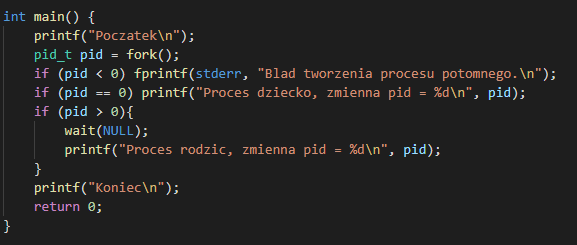 int main() {
    printf("Poczatek\n");
    pid_t pid = fork();
    if (pid < 0) fprintf(stderr, "Blad tworzenia procesu potomnego.\n");
    if (pid == 0) printf("Proces dziecko, zmienna pid = %d\n", pid);
    if (pid > 0){
        wait(NULL);
        printf("Proces rodzic, zmienna pid = %d\n", pid);
    }
    printf("Koniec\n");
    return 0;
}